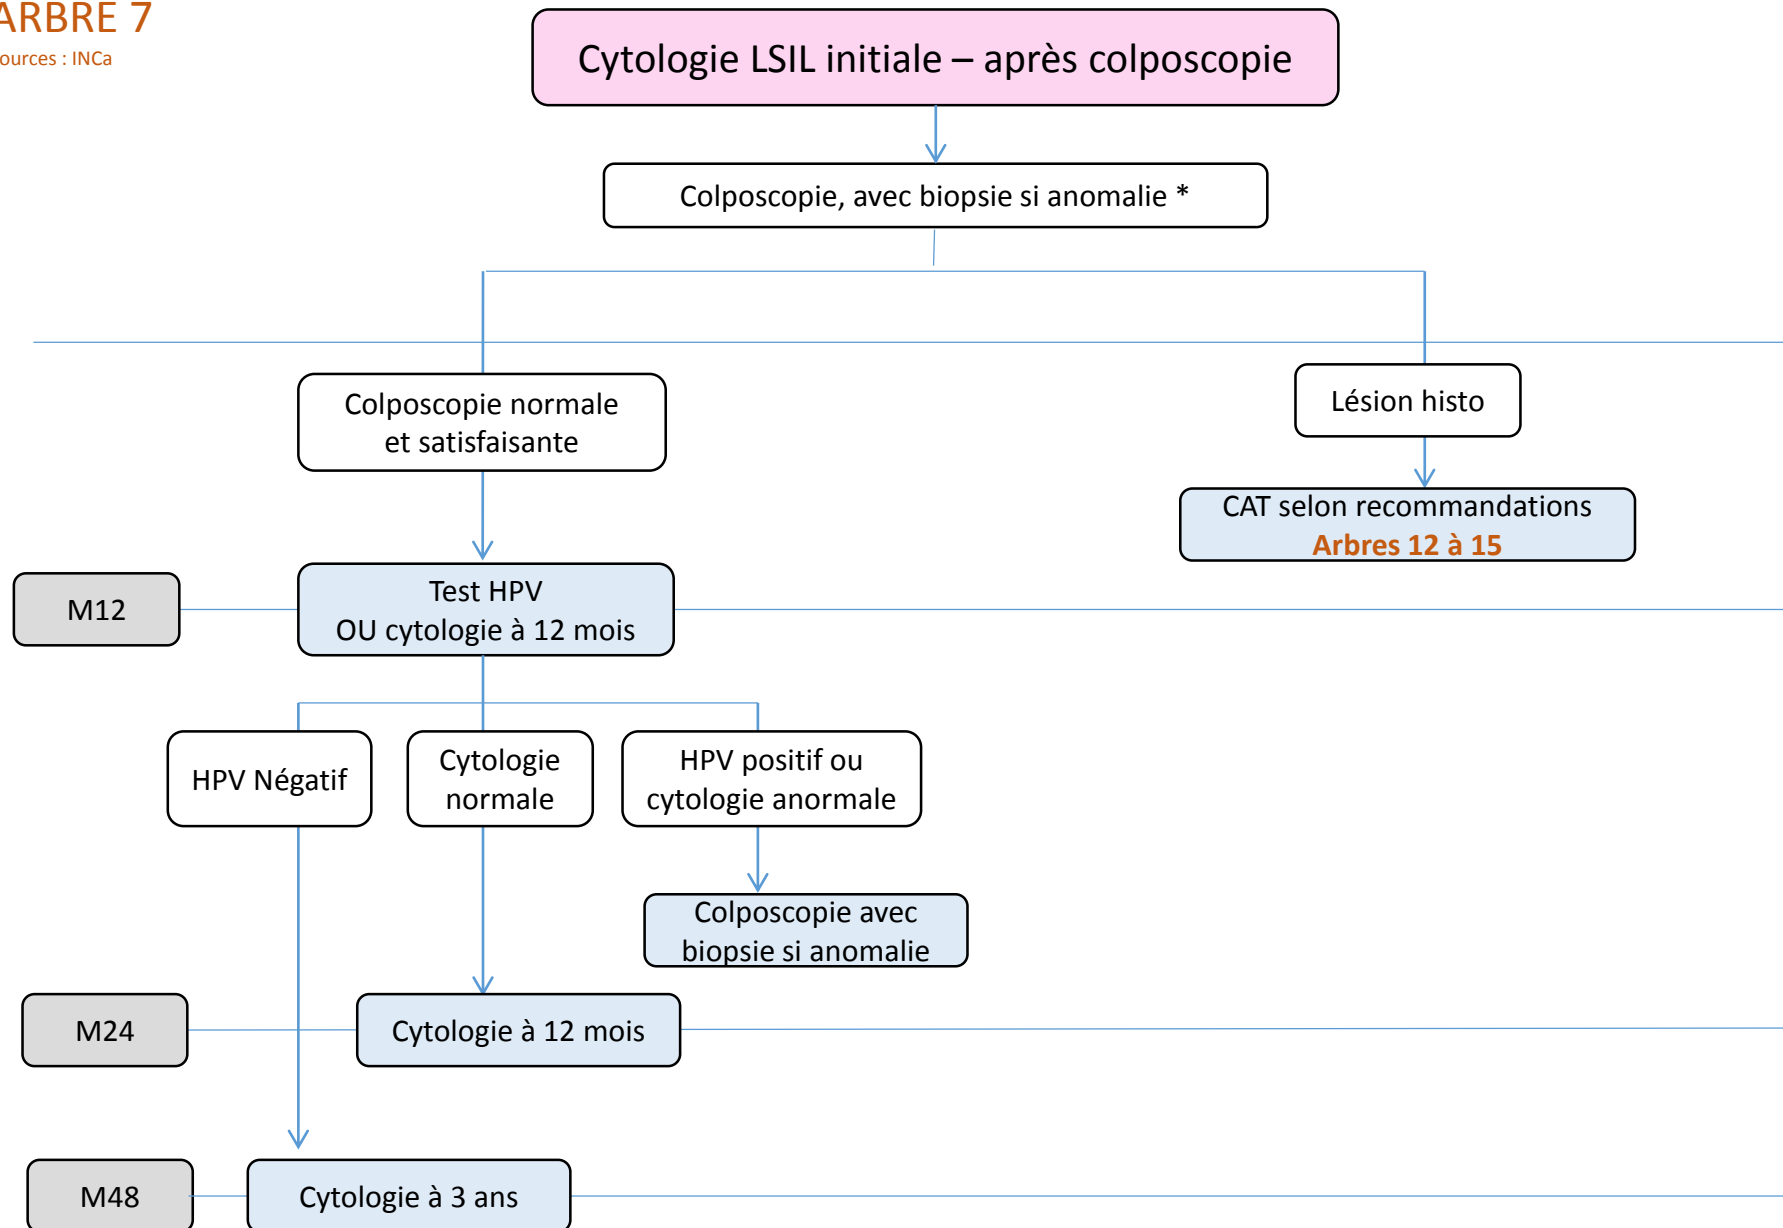 ARBRE 7
ources : INCa
Cytologie LSIL initiale – après colposcopie
Colposcopie, avec biopsie si anomalie *
Colposcopie normale
et satisfaisante
Lésion histo
CAT selon recommandations
Arbres 12 à 15
M12
Test HPV
OU cytologie à 12 mois
HPV Négatif
Cytologie
normale
HPV positif ou
cytologie anormale
Colposcopie avec
biopsie si anomalie
M24
Cytologie à 12 mois
M48
Cytologie à 3 ans